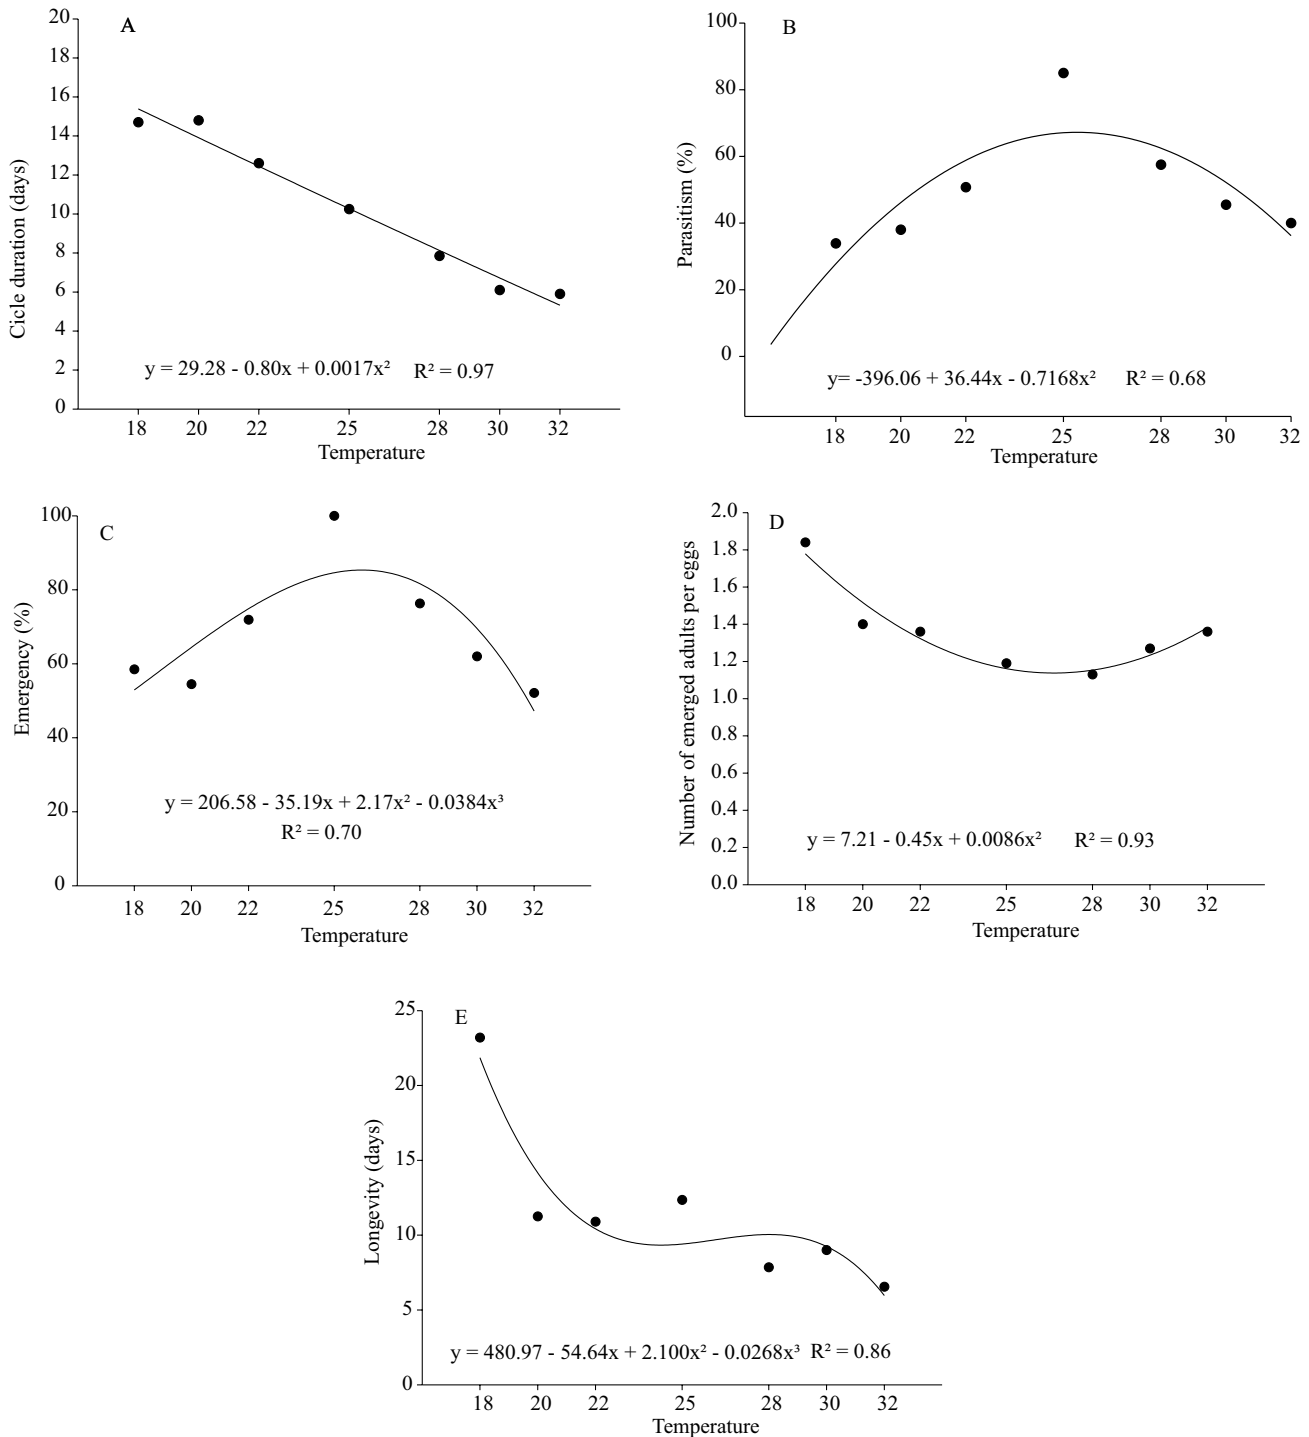 A
20
18
16
14
12
10
8
6
4
2
0
Cicle duration (days)
y = 29.28 - 0.80x + 0.0017x² R² = 0.97
18 20 22 25 28 30 32
Temperature
B
100
80
60
40
20
0
Parasitism (%)
y= -396.06 + 36.44x - 0.7168x² R² = 0.68
18 20 22 25 28 30 32
Temperature
C
100
80
60
40
20
0
Emergency (%)
y = 206.58 - 35.19x + 2.17x² - 0.0384x³
R² = 0.70
18 20 22 25 28 30 32
Temperature
D
2.0
1.8
1.6
1.4
1.2
1.0
0.8
0.6
0.4
0.2
0.0
Number of emerged adults per eggs
y = 7.21 - 0.45x + 0.0086x² R² = 0.93
18 20 22 25 28 30 32
Temperature
E
25
20
15
10
5
0
Longevity (days)
y = 480.97 - 54.64x + 2.100x² - 0.0268x³ R² = 0.86
18 20 22 25 28 30 32
Temperature